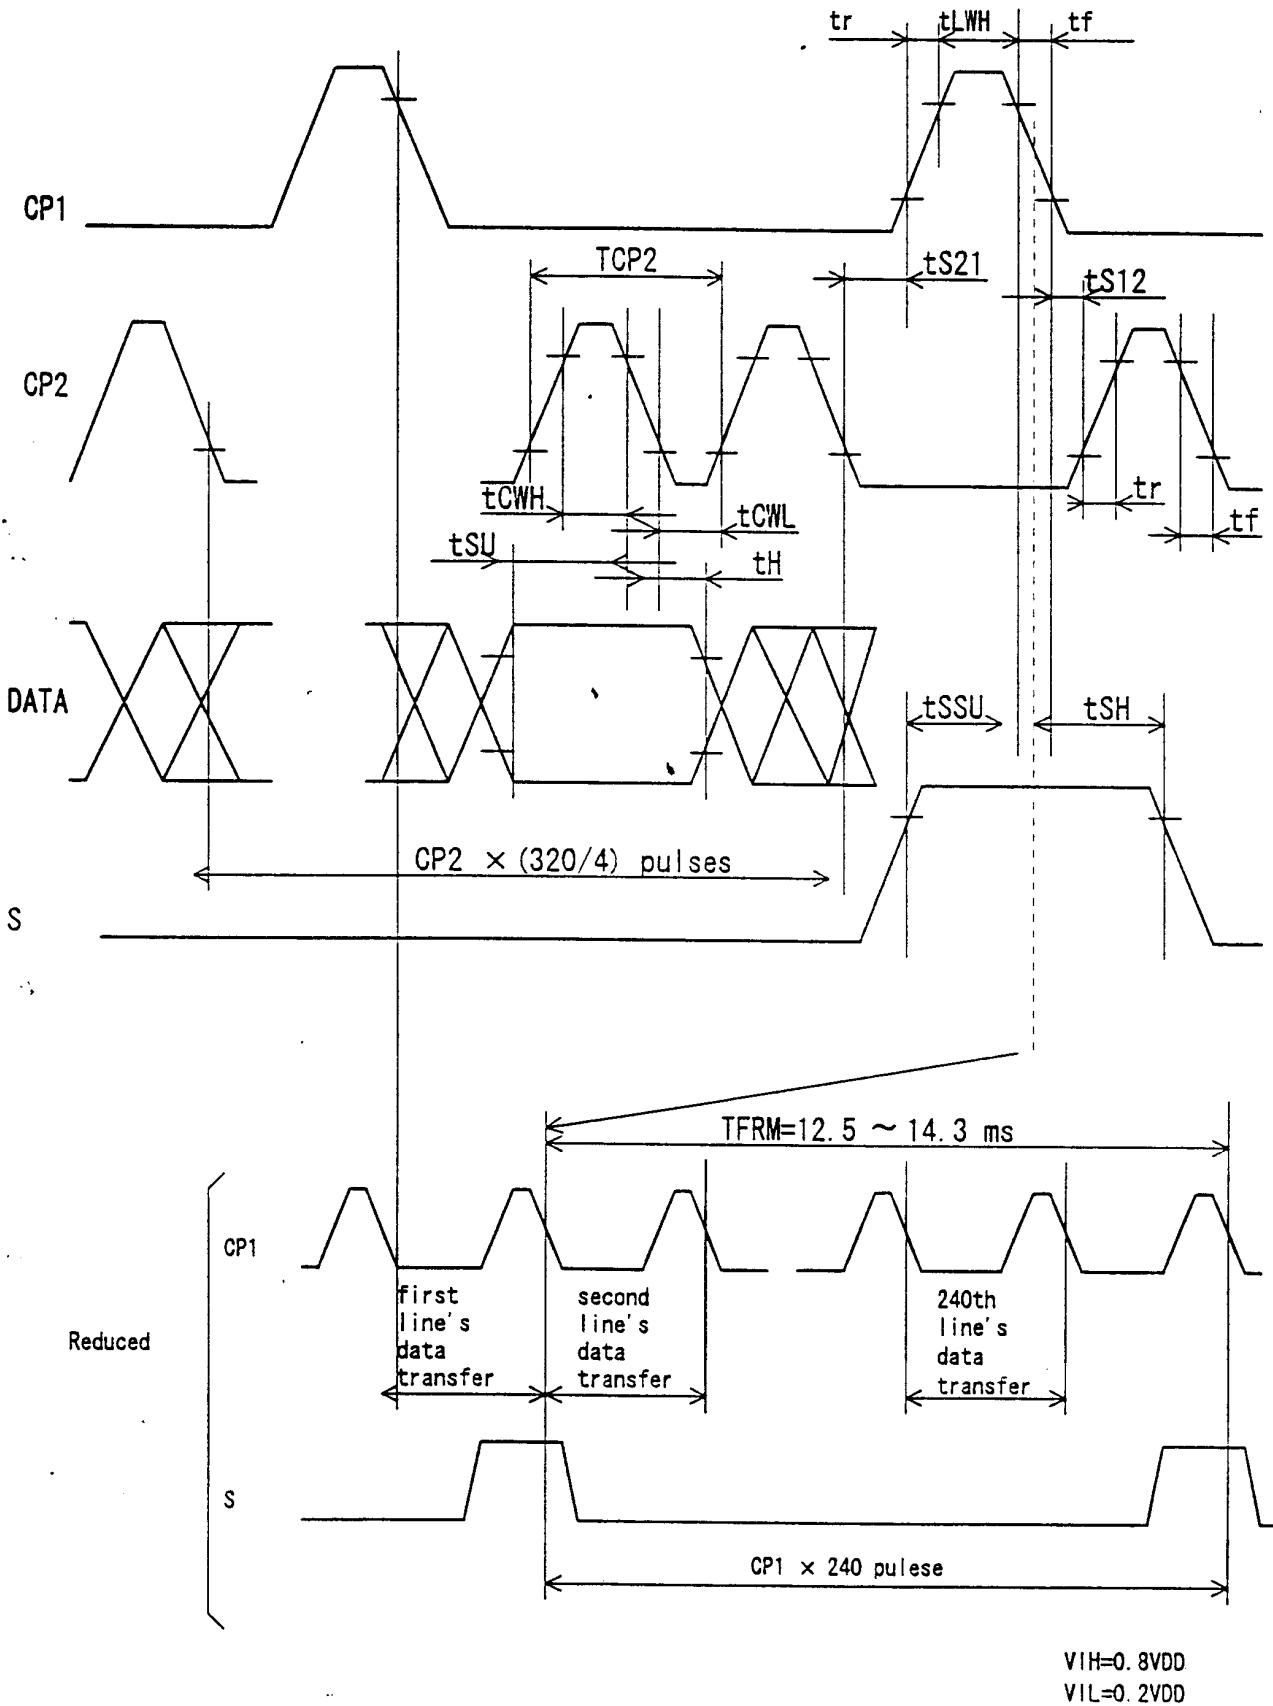 tr tLWH tf
CP1
TCP2 tS21 tS12
CP2
tCWH tCWL tr tf
tSU tH
DATA
tSSU tSH
CP2 × (320/4) pulses
S
TFRM=12.5 ~ 14.3 ms
CP1
first
line's
data
transfer
second
line's
data
transfer
240th
line's
data
transfer
Reduced
S
CP1 × 240 pulese
VIH=0.8VDD
VIL=0.2VDD